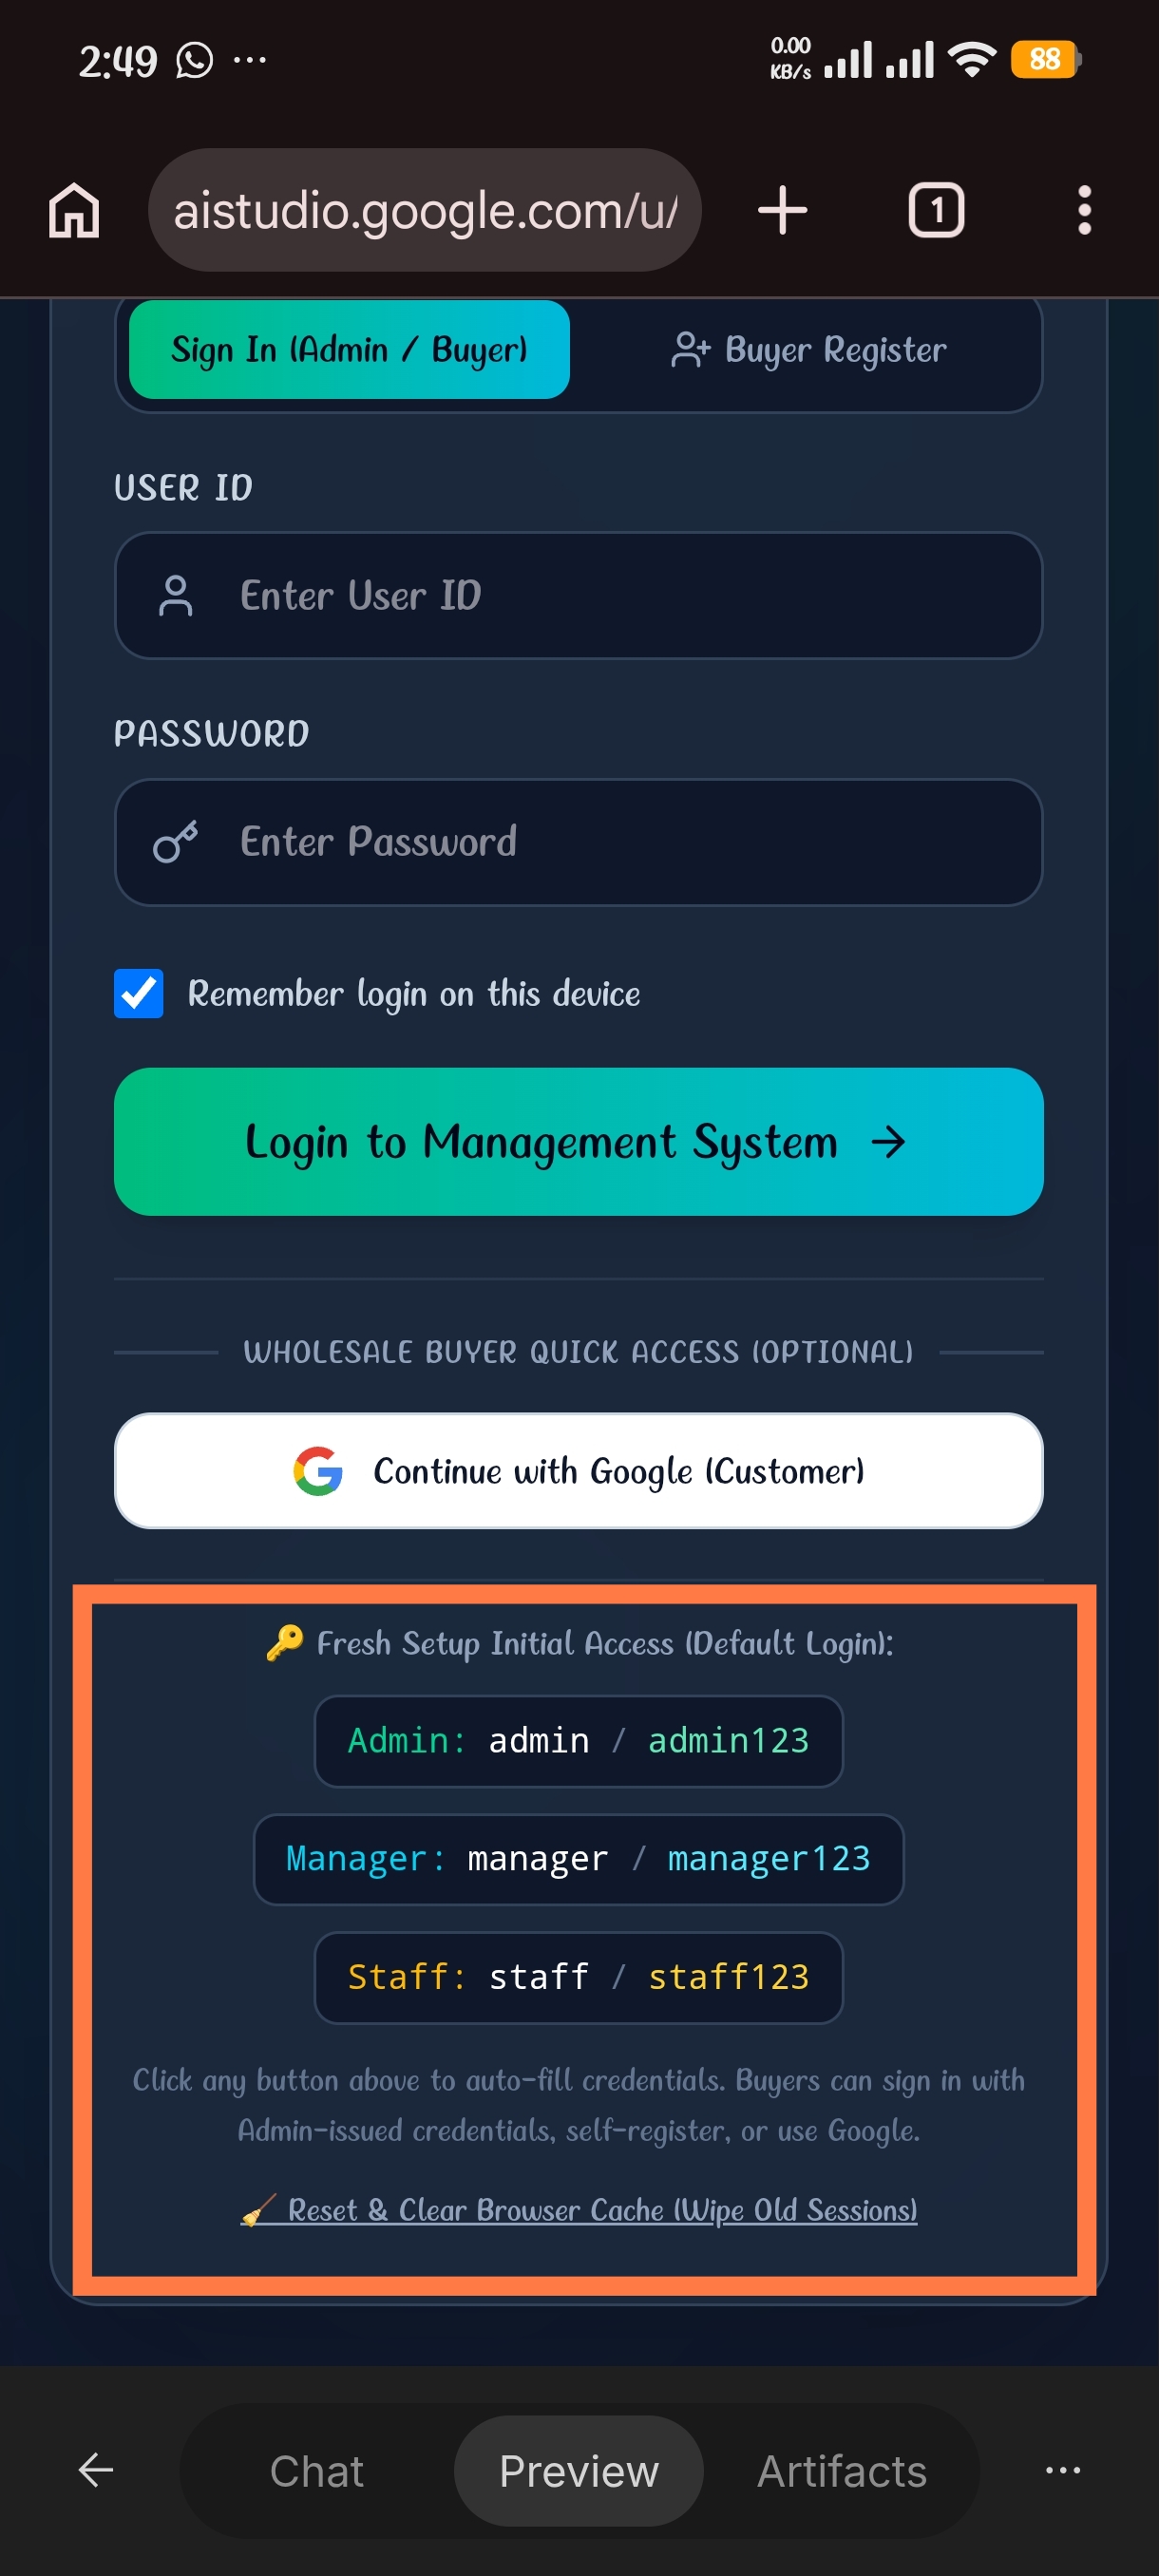 2:49 ...
0.00
KB/s
88
aistudio.google.com/u/
1
Sign In (Admin / Buyer)
Buyer Register
USER ID
Enter User ID
PASSWORD
Enter Password
Remember login on this device
Login to Management System →
WHOLESALE BUYER QUICK ACCESS (OPTIONAL)
Continue with Google (Customer)
🔑 Fresh Setup Initial Access (Default Login):
Admin: admin / admin123
Manager: manager / manager123
Staff: staff / staff123
Click any button above to auto-fill credentials. Buyers can sign in with
Admin-issued credentials, self-register, or use Google.
🧹 Reset & Clear Browser Cache (Wipe Old Sessions)
Chat
Preview
Artifacts